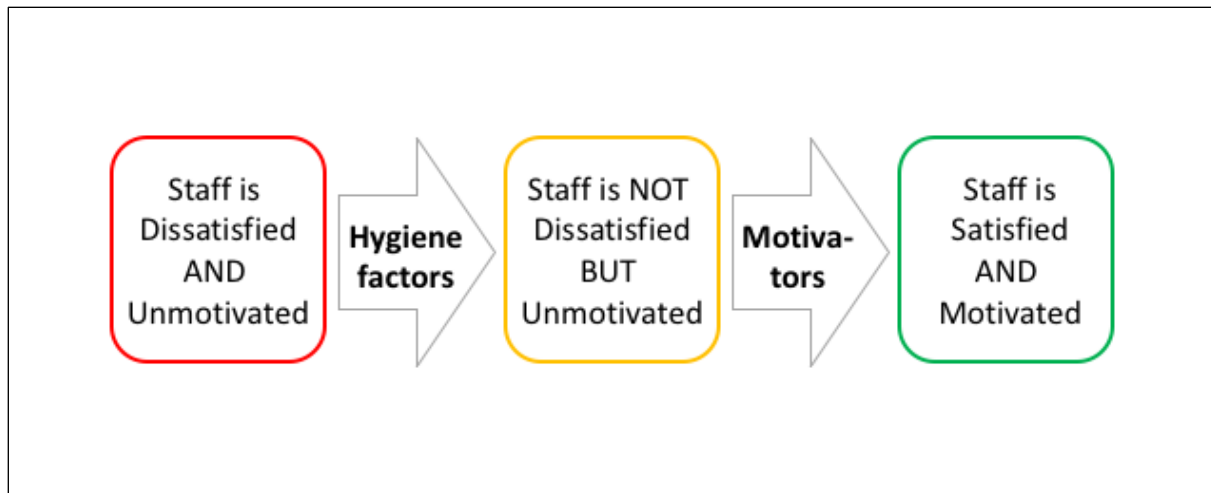 Staff is
Dissatisfied
AND
Unmotivated
Hygiene
factors
Staff is NOT
Dissatisfied
BUT
Unmotivated
Motiva-
tors
Staff is
Satisfied
AND
Motivated